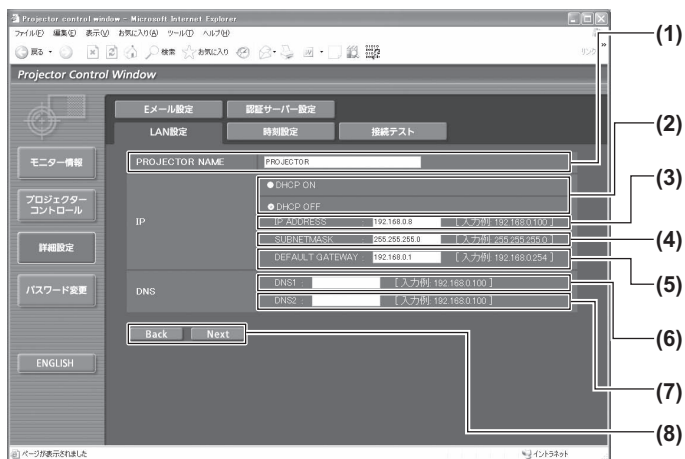 Projector control window - Microsoft Internet Explorer
ファイル(F) 編集(E) 表示(V) お気に入り(A) ツール(T) ヘルプ(H)
戻る 検索 お気に入り リンク »
Projector Control Window
Eメール設定 認証サーバー設定
LAN設定 時刻設定 接続テスト
モニター情報
プロジェクター
コントロール
詳細設定
パスワード変更
ENGLISH
PROJECTOR NAME PROJECTOR
IP
DHCP ON
DHCP OFF
IP ADDRESS : 192.168.0.8 [ 入力例: 192.168.0.100 ]
SUBNETMASK : 255.255.255.0 [ 入力例: 255.255.255.0 ]
DEFAULT GATEWAY : 192.168.0.1 [ 入力例: 192.168.0.254 ]
DNS
DNS1 : [ 入力例: 192.168.0.100 ]
DNS2 : [ 入力例: 192.168.0.100 ]
Back Next
ページが表示されました イントラネット
(1)
(2)
(3)
(4)
(5)
(6)
(7)
(8)